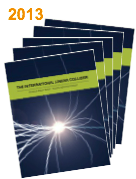 2013
THE INTERNATIONAL LINEAR COLLIDER